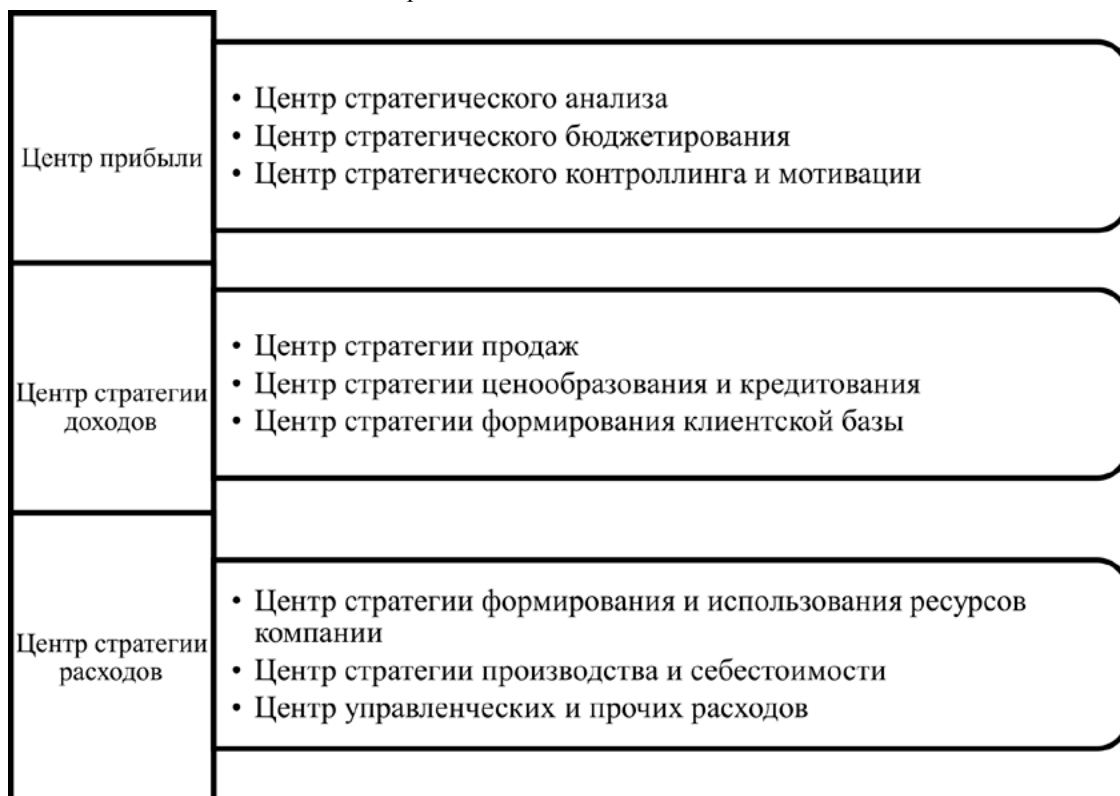 Центр прибыли
• Центр стратегического анализа
• Центр стратегического бюджетирования
• Центр стратегического контроллинга и мотивации
Центр стратегии
доходов
• Центр стратегии продаж
• Центр стратегии ценообразования и кредитования
• Центр стратегии формирования клиентской базы
Центр стратегии
расходов
• Центр стратегии формирования и использования ресурсов
компании
• Центр стратегии производства и себестоимости
• Центр управленческих и прочих расходов